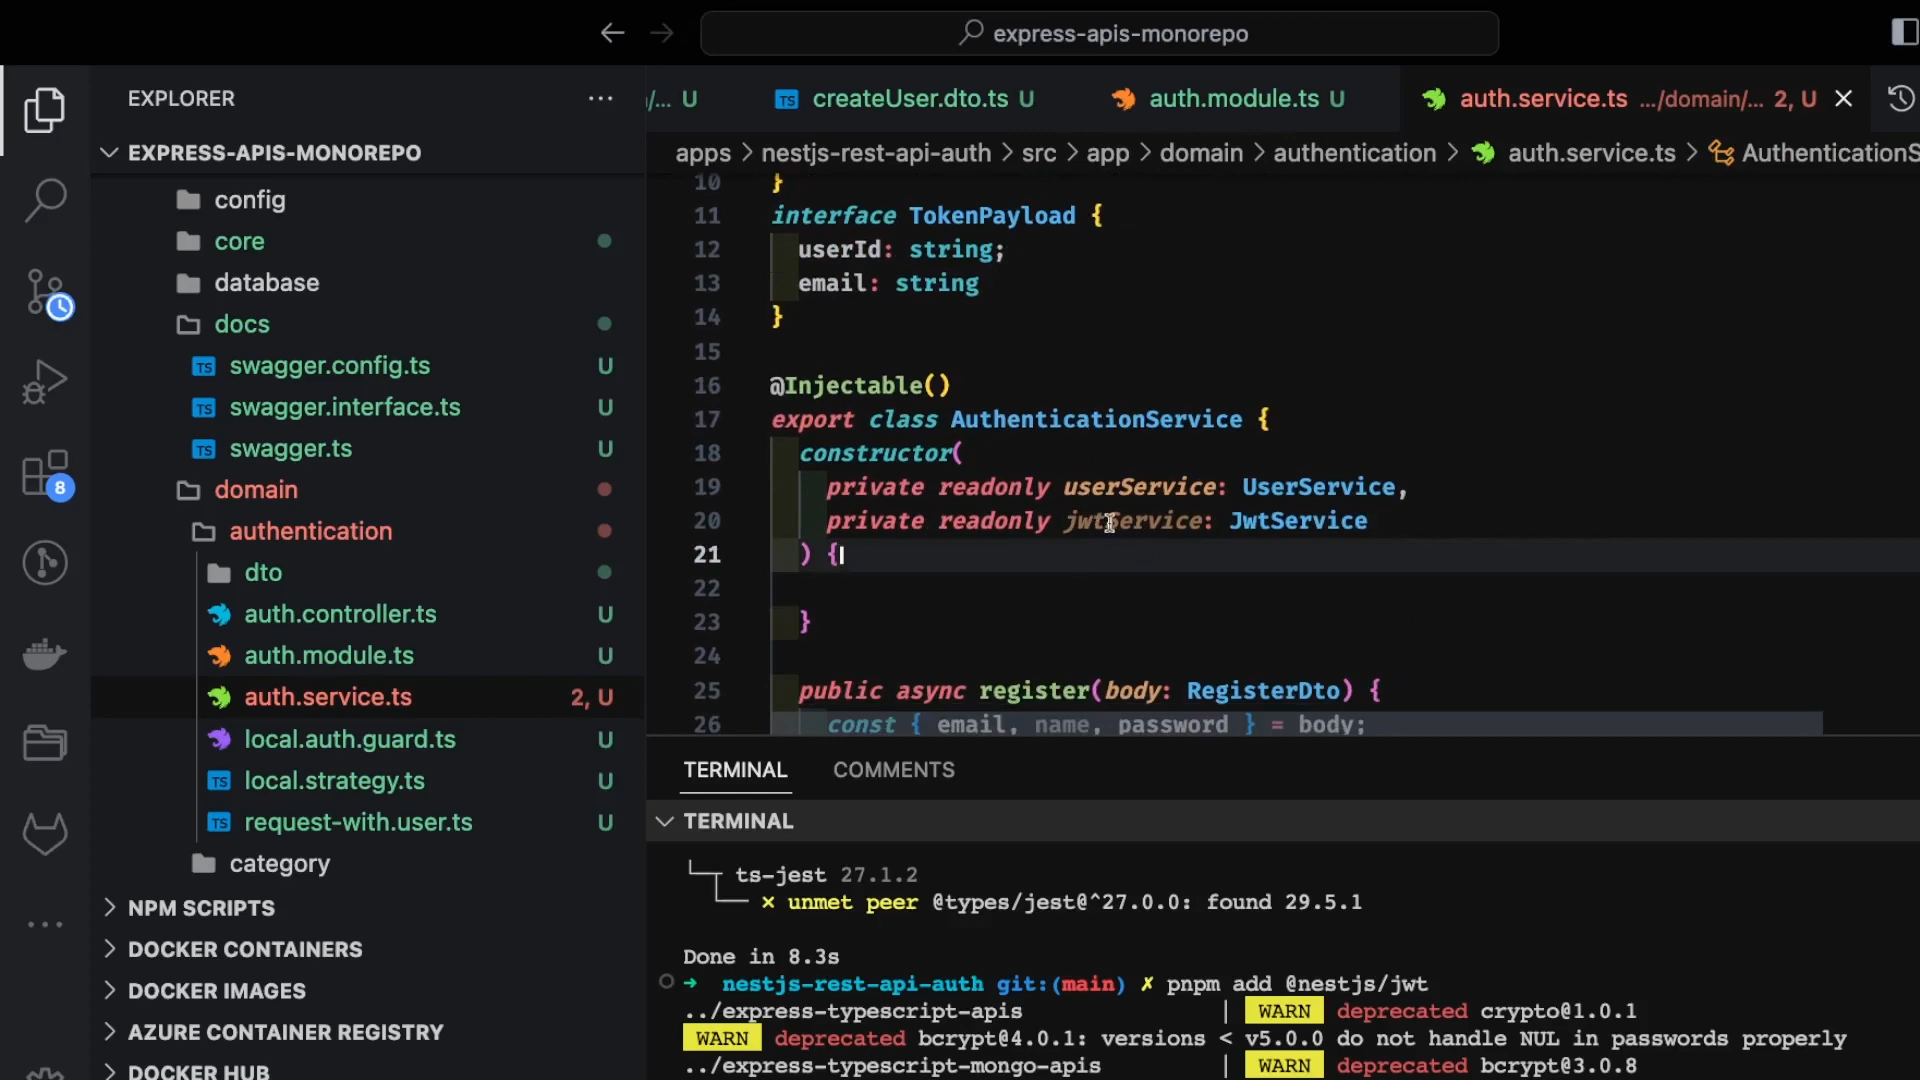 express-apis-monorepo
EXPLORER
/... U
TS createUser.dto.ts U
auth.module.ts U
auth.service.ts .../domain/... 2, U
EXPRESS-APIS-MONOREPO
apps > nestjs-rest-api-auth > src > app > domain > authentication > auth.service.ts > AuthenticationS
config
core
database
docs
TS swagger.config.ts U
TS swagger.interface.ts U
TS swagger.ts U
domain
authentication
dto
auth.controller.ts U
auth.module.ts U
auth.service.ts 2, U
local.auth.guard.ts U
TS local.strategy.ts U
TS request-with.user.ts U
category
NPM SCRIPTS
DOCKER CONTAINERS
DOCKER IMAGES
AZURE CONTAINER REGISTRY
DOCKER HUB
8
10 }
11 interface TokenPayload {
12 userId: string;
13 email: string
14 }
15
16 @Injectable()
17 export class AuthenticationService {
18 constructor(
19 private readonly userService: UserService,
20 private readonly jwtService: JwtService
21 ) {
22
23 }
24
25 public async register(body: RegisterDto) {
26 const { email, name, password } = body;
TERMINAL COMMENTS
TERMINAL
ts-jest 27.1.2
× unmet peer @types/jest@^27.0.0: found 29.5.1
Done in 8.3s
➜ nestjs-rest-api-auth git:(main) ✗ pnpm add @nestjs/jwt
../express-typescript-apis | WARN deprecated crypto@1.0.1
WARN deprecated bcrypt@4.0.1: versions < v5.0.0 do not handle NUL in passwords properly
../express-typescript-mongo-apis | WARN deprecated bcrypt@3.0.8